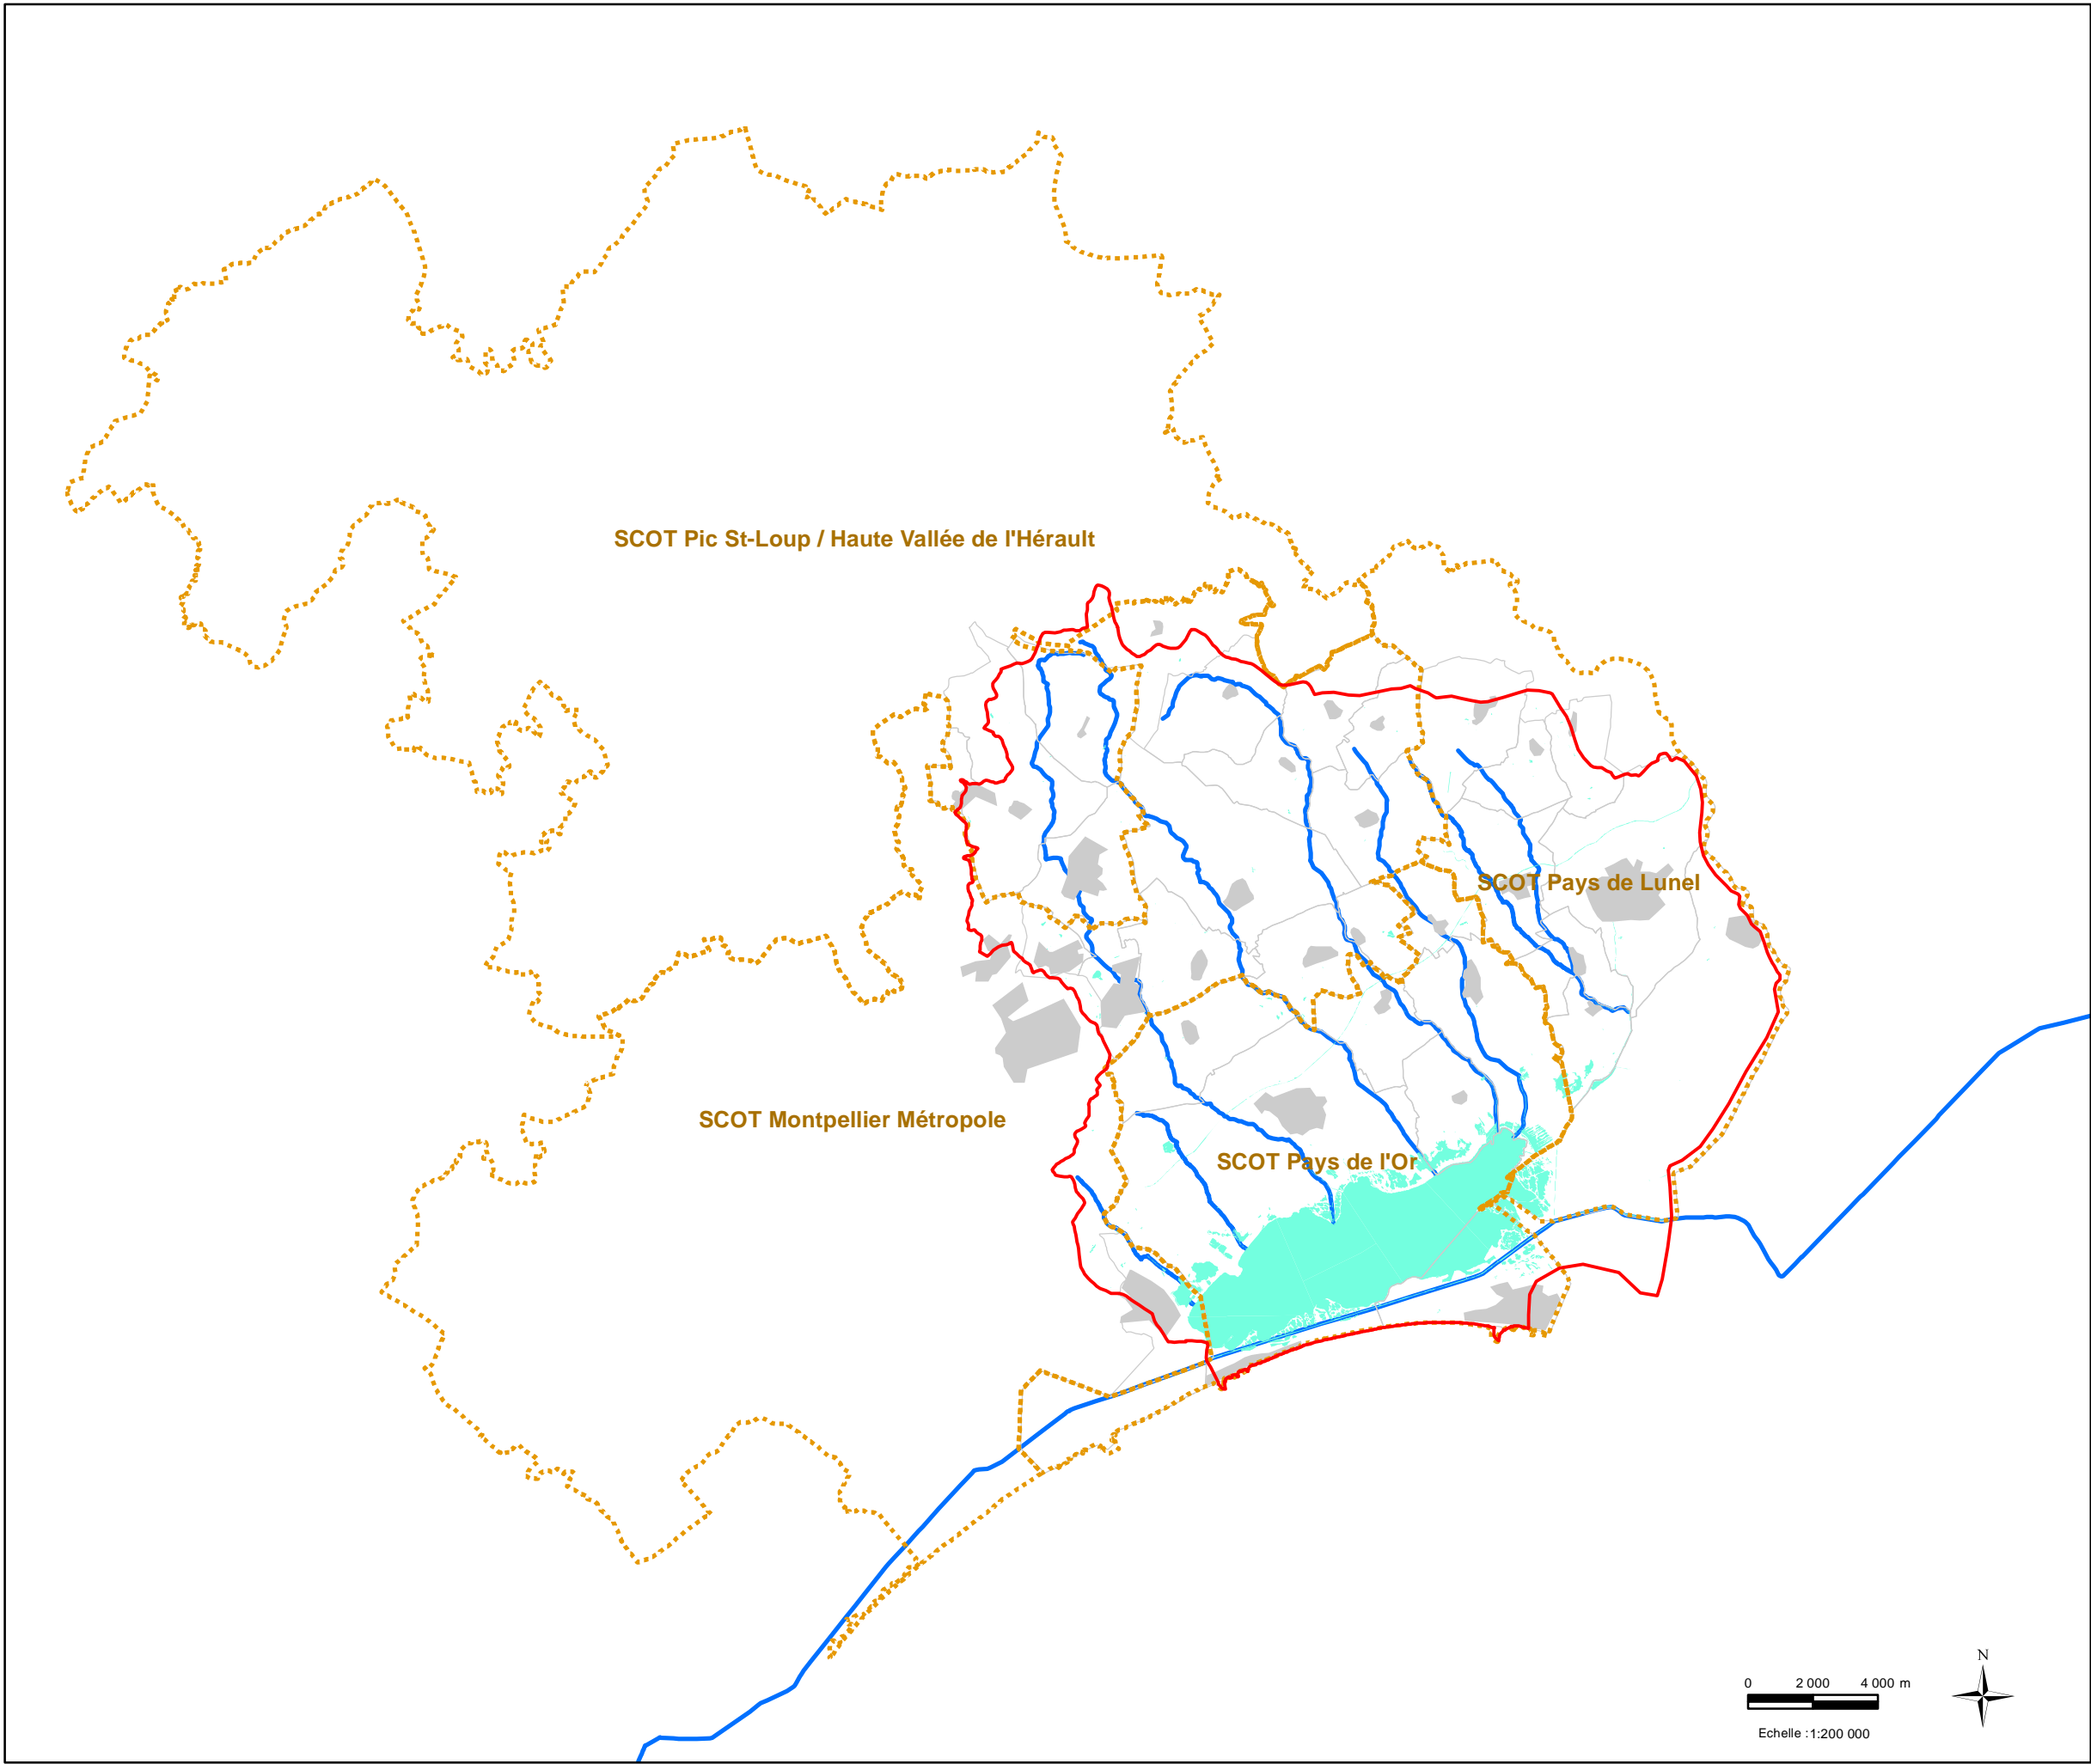 SCOT Pic St-Loup / Haute Vallée de l'Hérault
SCOT Pays de Lunel
SCOT Montpellier Métropole
SCOT Pays de l'Or
N
0 2 000 4 000 m
Echelle :1:200 000